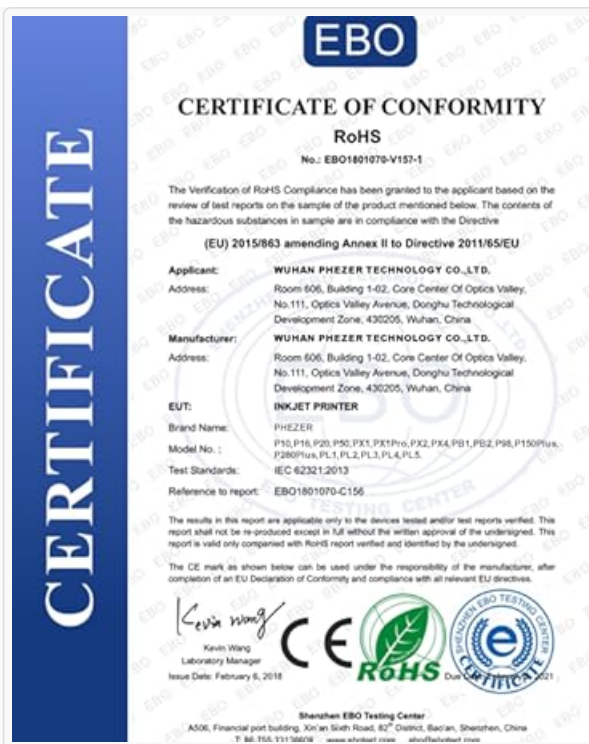 EBO
CERTIFICATE
CERTIFICATE OF CONFORMITY
RoHS
No.: EBO1801070-V157-1
The Verification of RoHS Compliance has been granted to the applicant based on the
review of test reports on the sample of the product mentioned below. The contents of
the hazardous substances in sample are in compliance with the Directive
(EU) 2015/863 amending Annex II to Directive 2011/65/EU
Applicant: WUHAN PHEZER TECHNOLOGY CO.,LTD.
Address: Room 606, Building 1-02, Core Center Of Optics Valley,
No.111, Optics Valley Avenue, Donghu Technological
Development Zone, 430205, Wuhan, China
Manufacturer: WUHAN PHEZER TECHNOLOGY CO.,LTD.
Address: Room 606, Building 1-02, Core Center Of Optics Valley,
No.111, Optics Valley Avenue, Donghu Technological
Development Zone, 430205, Wuhan, China
EUT: INKJET PRINTER
Brand Name: PHEZER
Model No. : P10,P16,P20,P50,PX1,PX1Pro,PX2,PX4,PB1,PB2,P98,P150Plus,
P280Plus,PL1,PL2,PL3,PL4,PL5.
Test Standards: IEC 62321:2013
Reference to report: EBO1801070-C156
The results in this report are applicable only to the devices tested and/or test reports verified. This
report shall not be re-produced except in full without the written approval of the undersigned. This
report is valid only companied with RoHS report verified and identified by the undersigned.
The CE mark as shown below can be used under the responsibility of the manufacturer, after
completion of an EU Declaration of Conformity and compliance with all relevant EU directives.
Kevin Wang
CE
RoHS
SHENZHEN EBO TESTING CENTER
e
CERTIFICATE
Kevin Wang
Laboratory Manager
Issue Date: February 6, 2018
Due 2021
Shenzhen EBO Testing Center
A506, Financial port building, Xin'an Sixth Road, 82nd District, Bao'an, Shenzhen, China